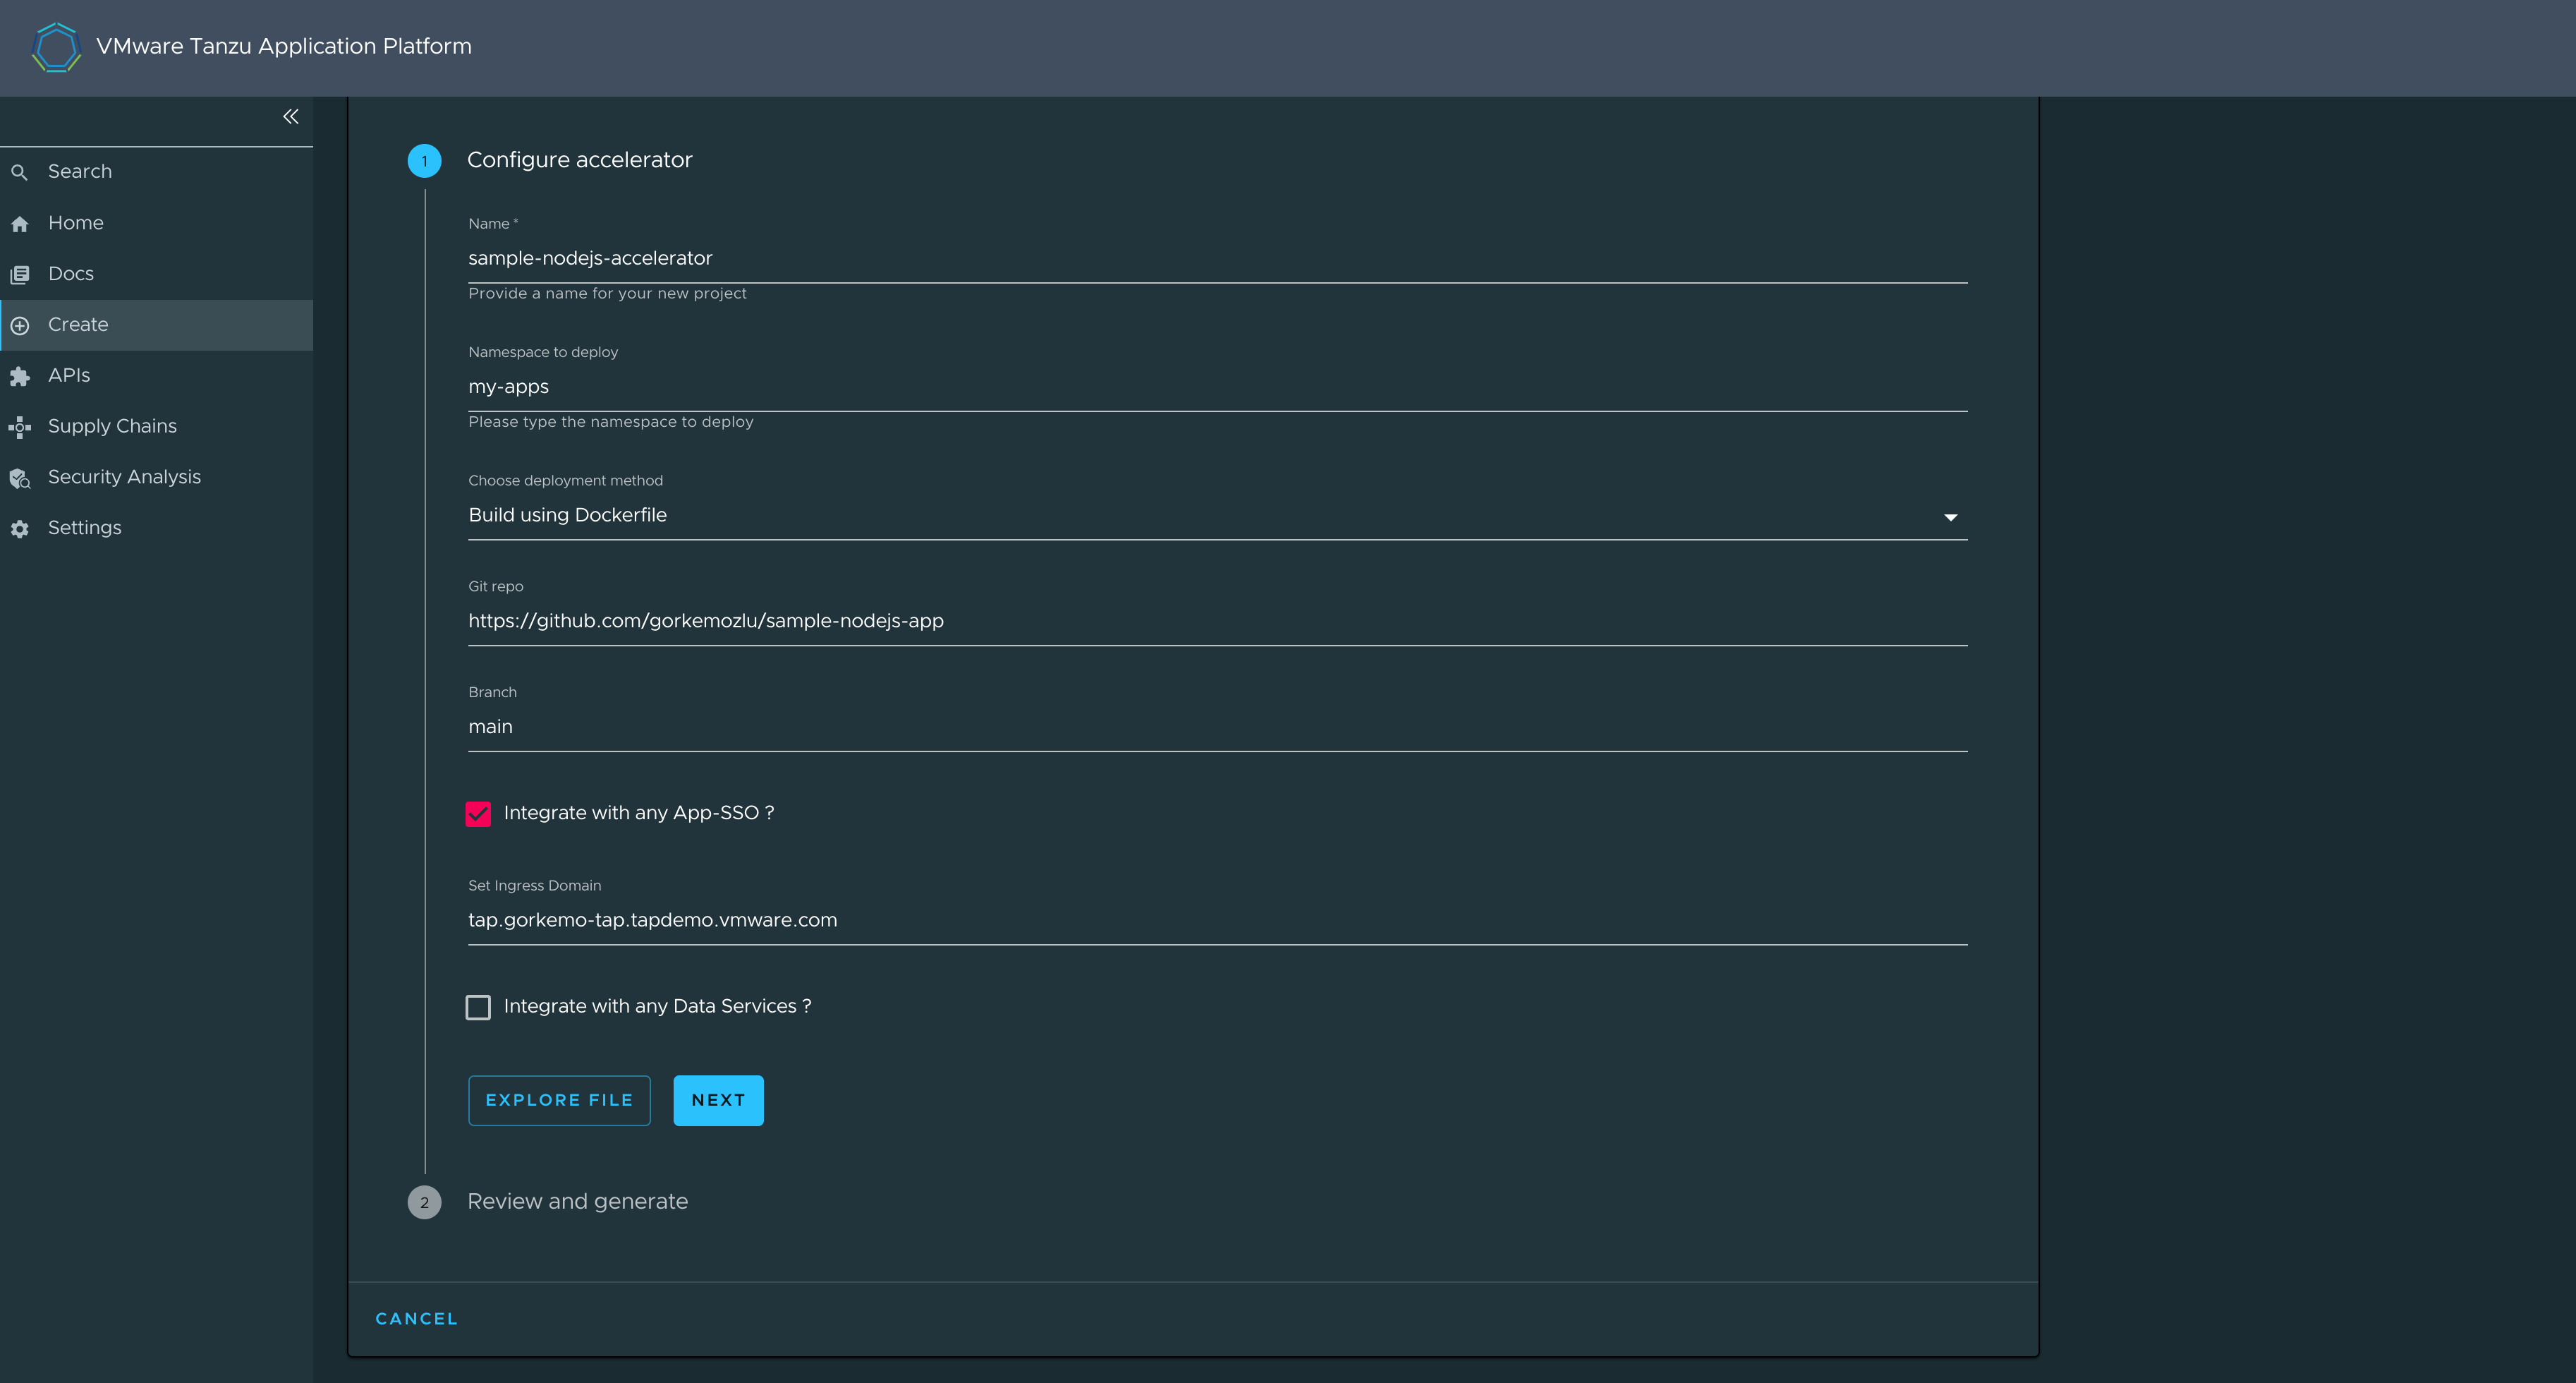 VMware Tanzu Application Platform
Search
Home
Docs
Create
APIs
Supply Chains
Security Analysis
Settings
1 Configure accelerator
Name *
sample-nodejs-accelerator
Provide a name for your new project
Namespace to deploy
my-apps
Please type the namespace to deploy
Choose deployment method
Build using Dockerfile
Git repo
https://github.com/gorkemozlu/sample-nodejs-app
Branch
main
Integrate with any App-SSO ?
Set Ingress Domain
tap.gorkemo-tap.tapdemo.vmware.com
Integrate with any Data Services ?
EXPLORE FILE NEXT
2 Review and generate
CANCEL